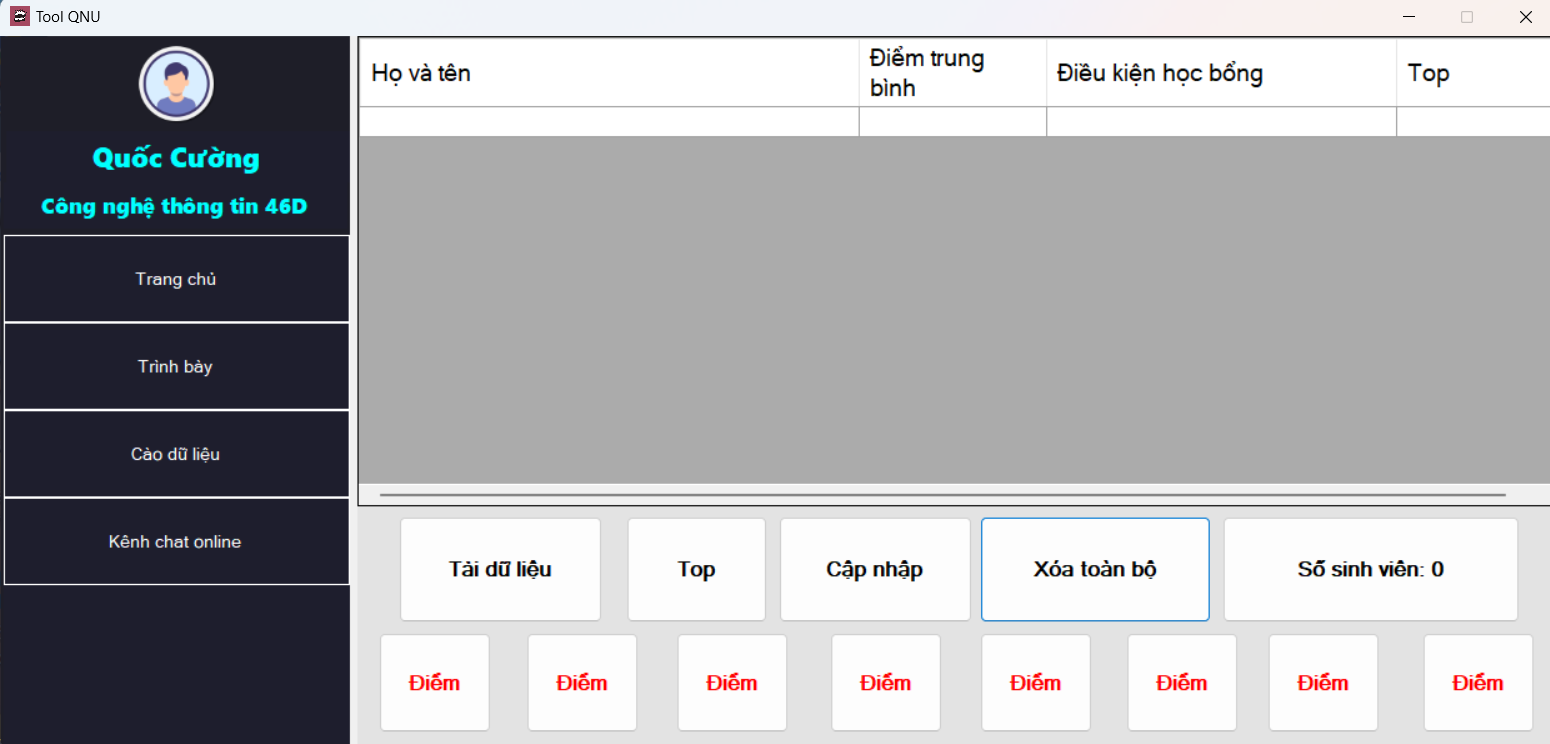 Tool QNU
Quốc Cường
Công nghệ thông tin 46D
Trang chủ
Trình bày
Cào dữ liệu
Kênh chat online
Họ và tên
Điểm trung
bình
Điều kiện học bổng
Top
Tải dữ liệu
Top
Cập nhập
Xóa toàn bộ
Số sinh viên: 0
Điểm
Điểm
Điểm
Điểm
Điểm
Điểm
Điểm
Điểm